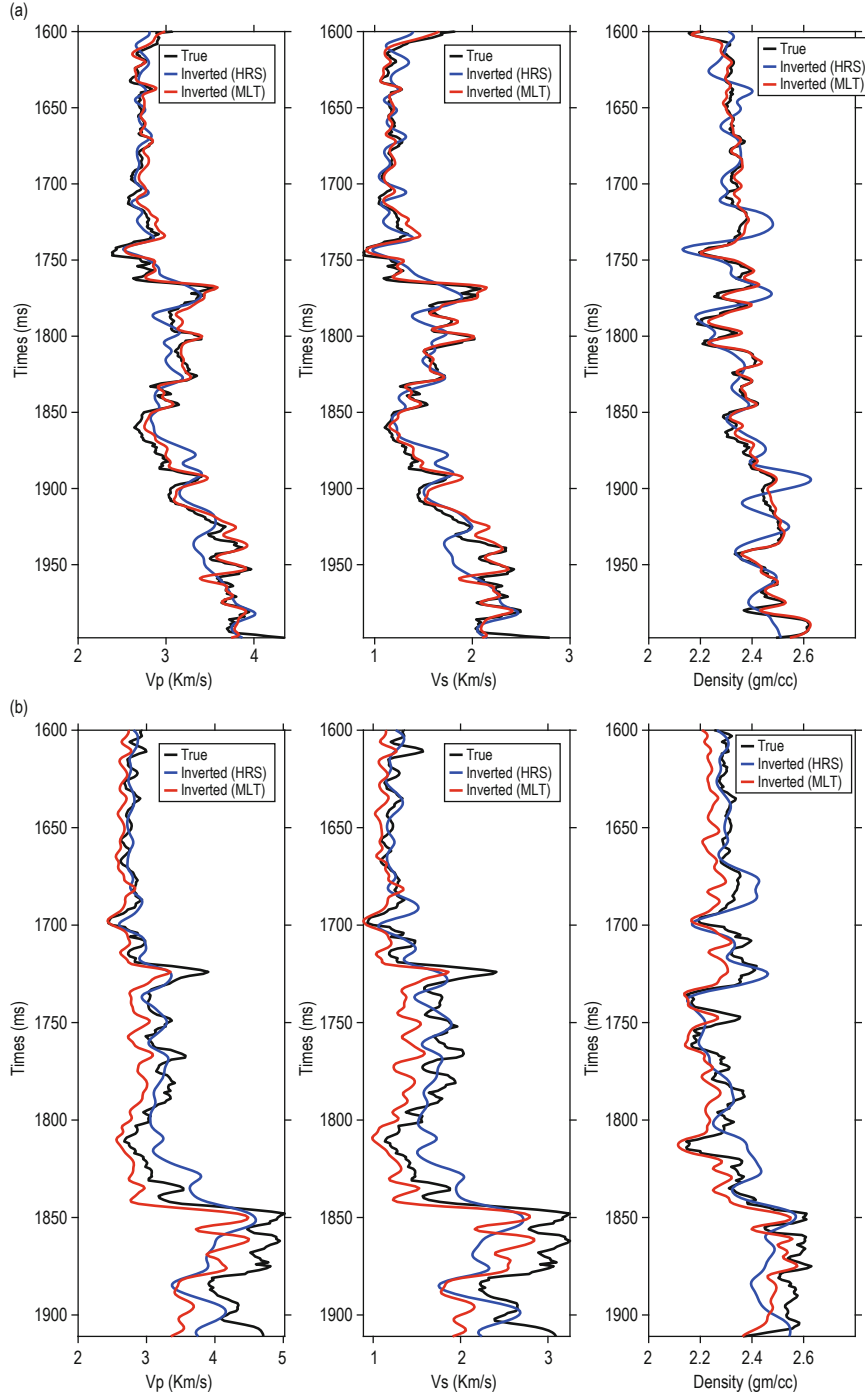 (a)
1600
1650
1700
1750
1800
1850
1900
1950
Times (ms)
2
3
4
Vp (Km/s)
True
Inverted (HRS)
Inverted (MLT)
Times (ms)
1600
1650
1700
1750
1800
1850
1900
1950
1
2
3
Vs (Km/s)
True
Inverted (HRS)
Inverted (MLT)
Times (ms)
1600
1650
1700
1750
1800
1850
1900
1950
2
2.2
2.4
2.6
Density (gm/cc)
True
Inverted (HRS)
Inverted (MLT)
(b)
1600
1650
1700
1750
1800
1850
1900
Times (ms)
2
3
4
5
Vp (Km/s)
True
Inverted (HRS)
Inverted (MLT)
Times (ms)
1600
1650
1700
1750
1800
1850
1900
1
2
3
Vs (Km/s)
True
Inverted (HRS)
Inverted (MLT)
Times (ms)
1600
1650
1700
1750
1800
1850
1900
2
2.2
2.4
2.6
Density (gm/cc)
True
Inverted (HRS)
Inverted (MLT)